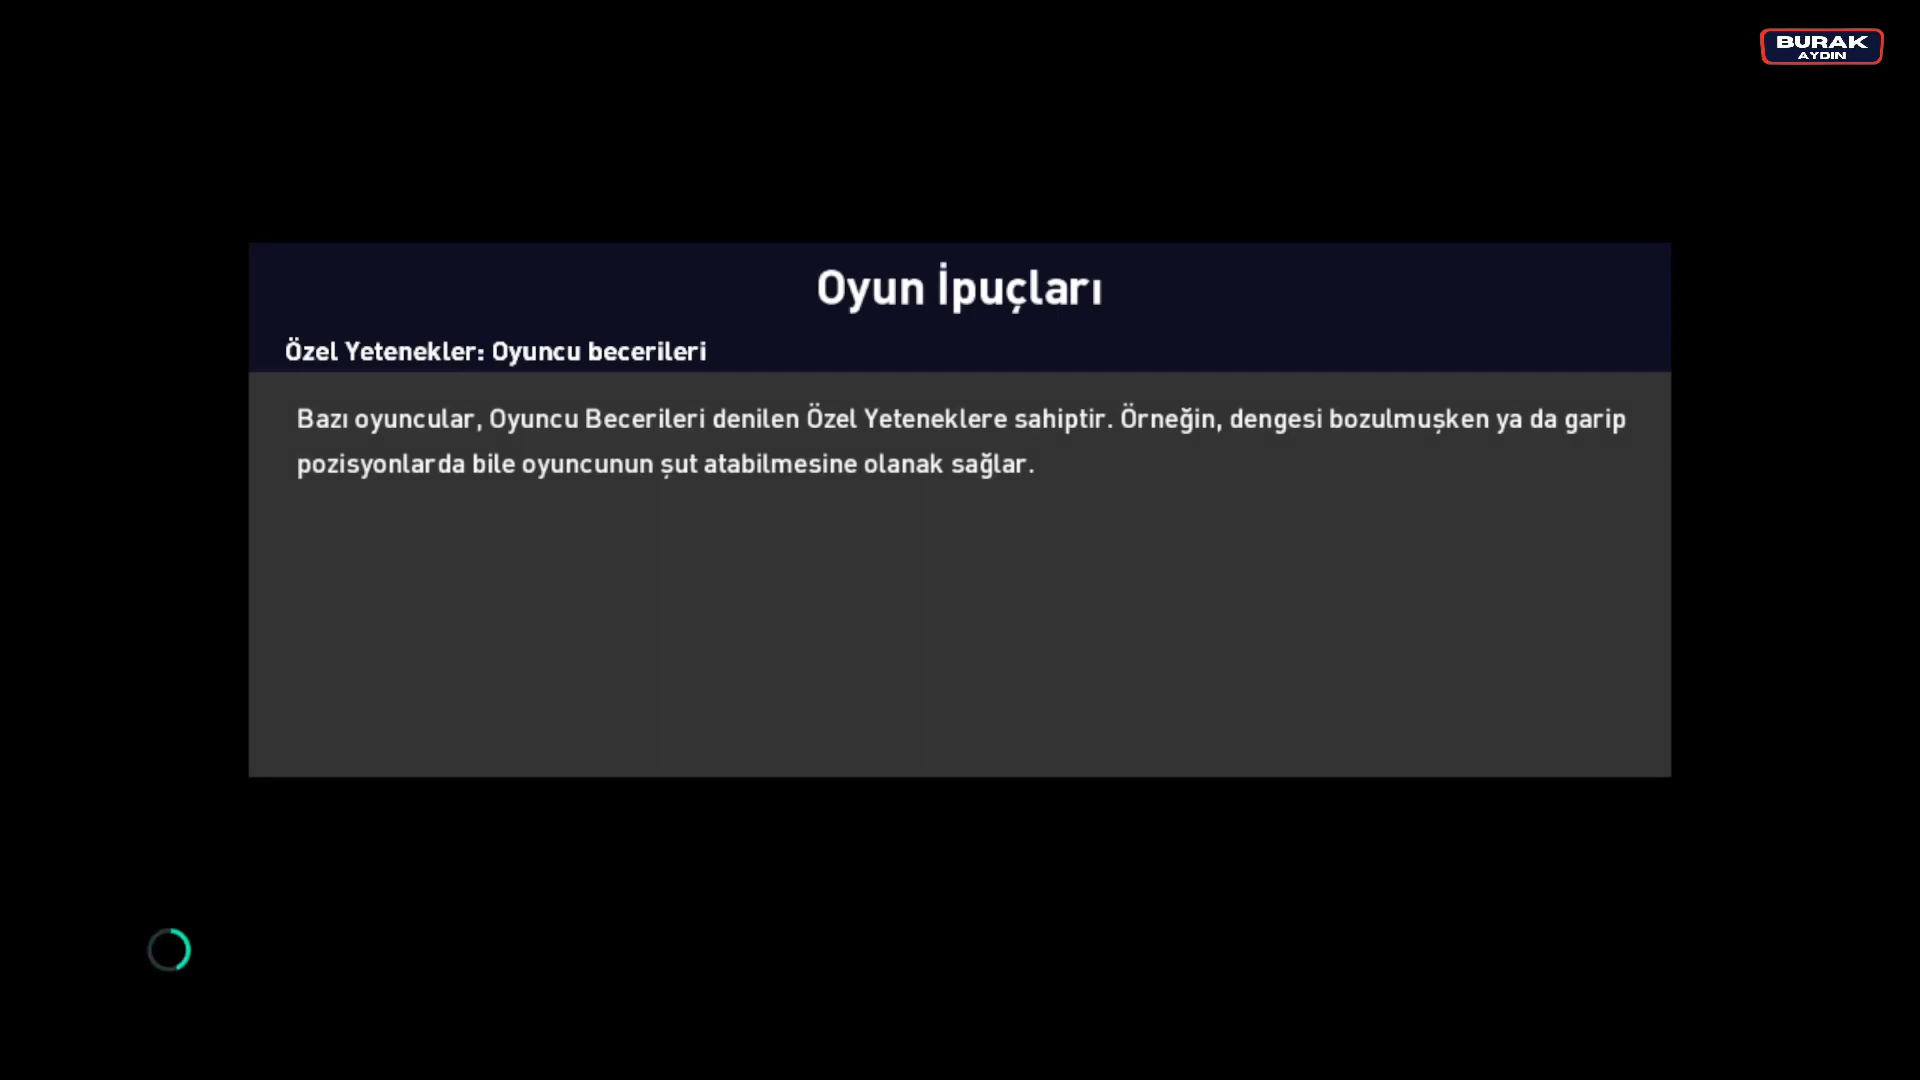 BURAK
AYDIN
Oyun İpuçları
Özel Yetenekler: Oyuncu becerileri
Bazı oyuncular, Oyuncu Becerileri denilen Özel Yeteneklere sahiptir. Örneğin, dengesi bozulmuşken ya da garip
pozisyonlarda bile oyuncunun şut atabilmesine olanak sağlar.